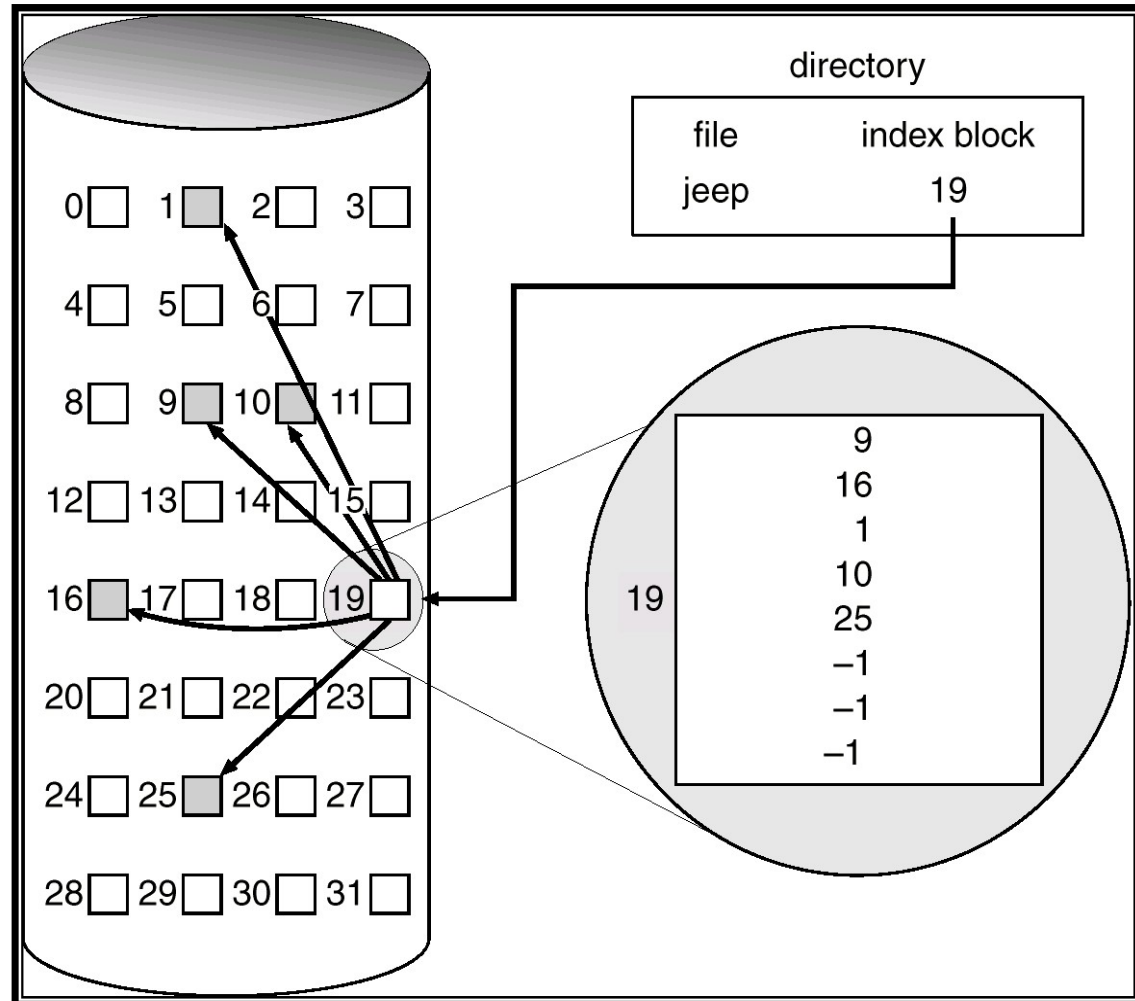 directory
file index block
jeep 19
0 1 2 3
4 5 6 7
8 9 10 11
12 13 14 15
16 17 18 19
20 21 22 23
24 25 26 27
28 29 30 31
19
9
16
1
10
25
–1
–1
–1